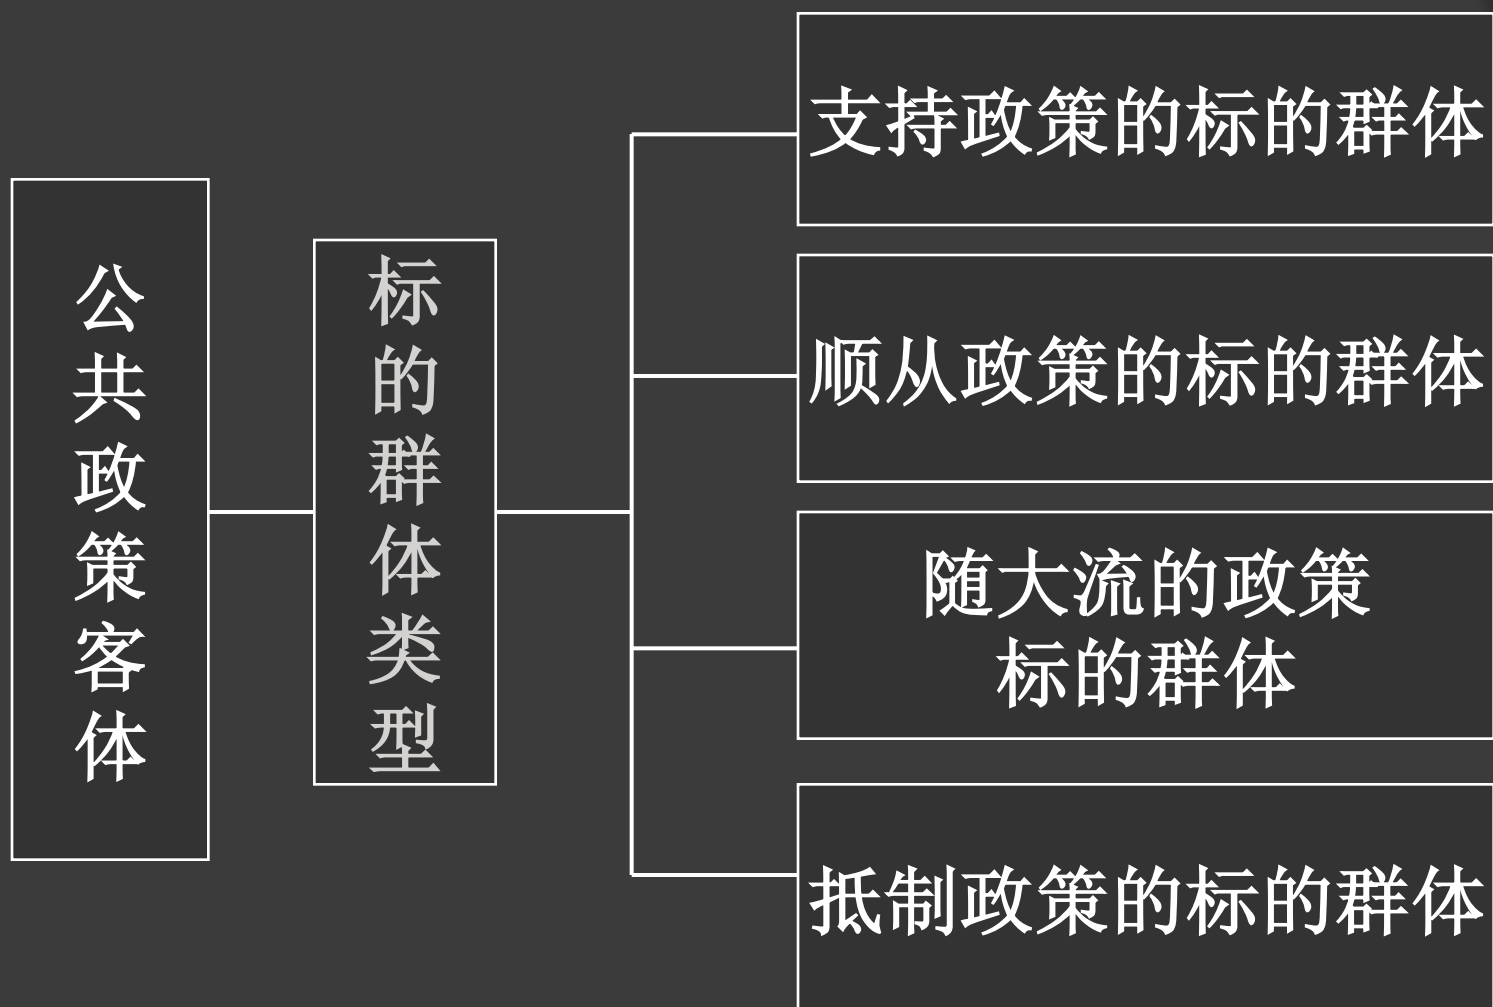 公共政策客体
标的群体类型
支持政策的标的群体
顺从政策的标的群体
随大流的政策
标的群体
抵制政策的标的群体